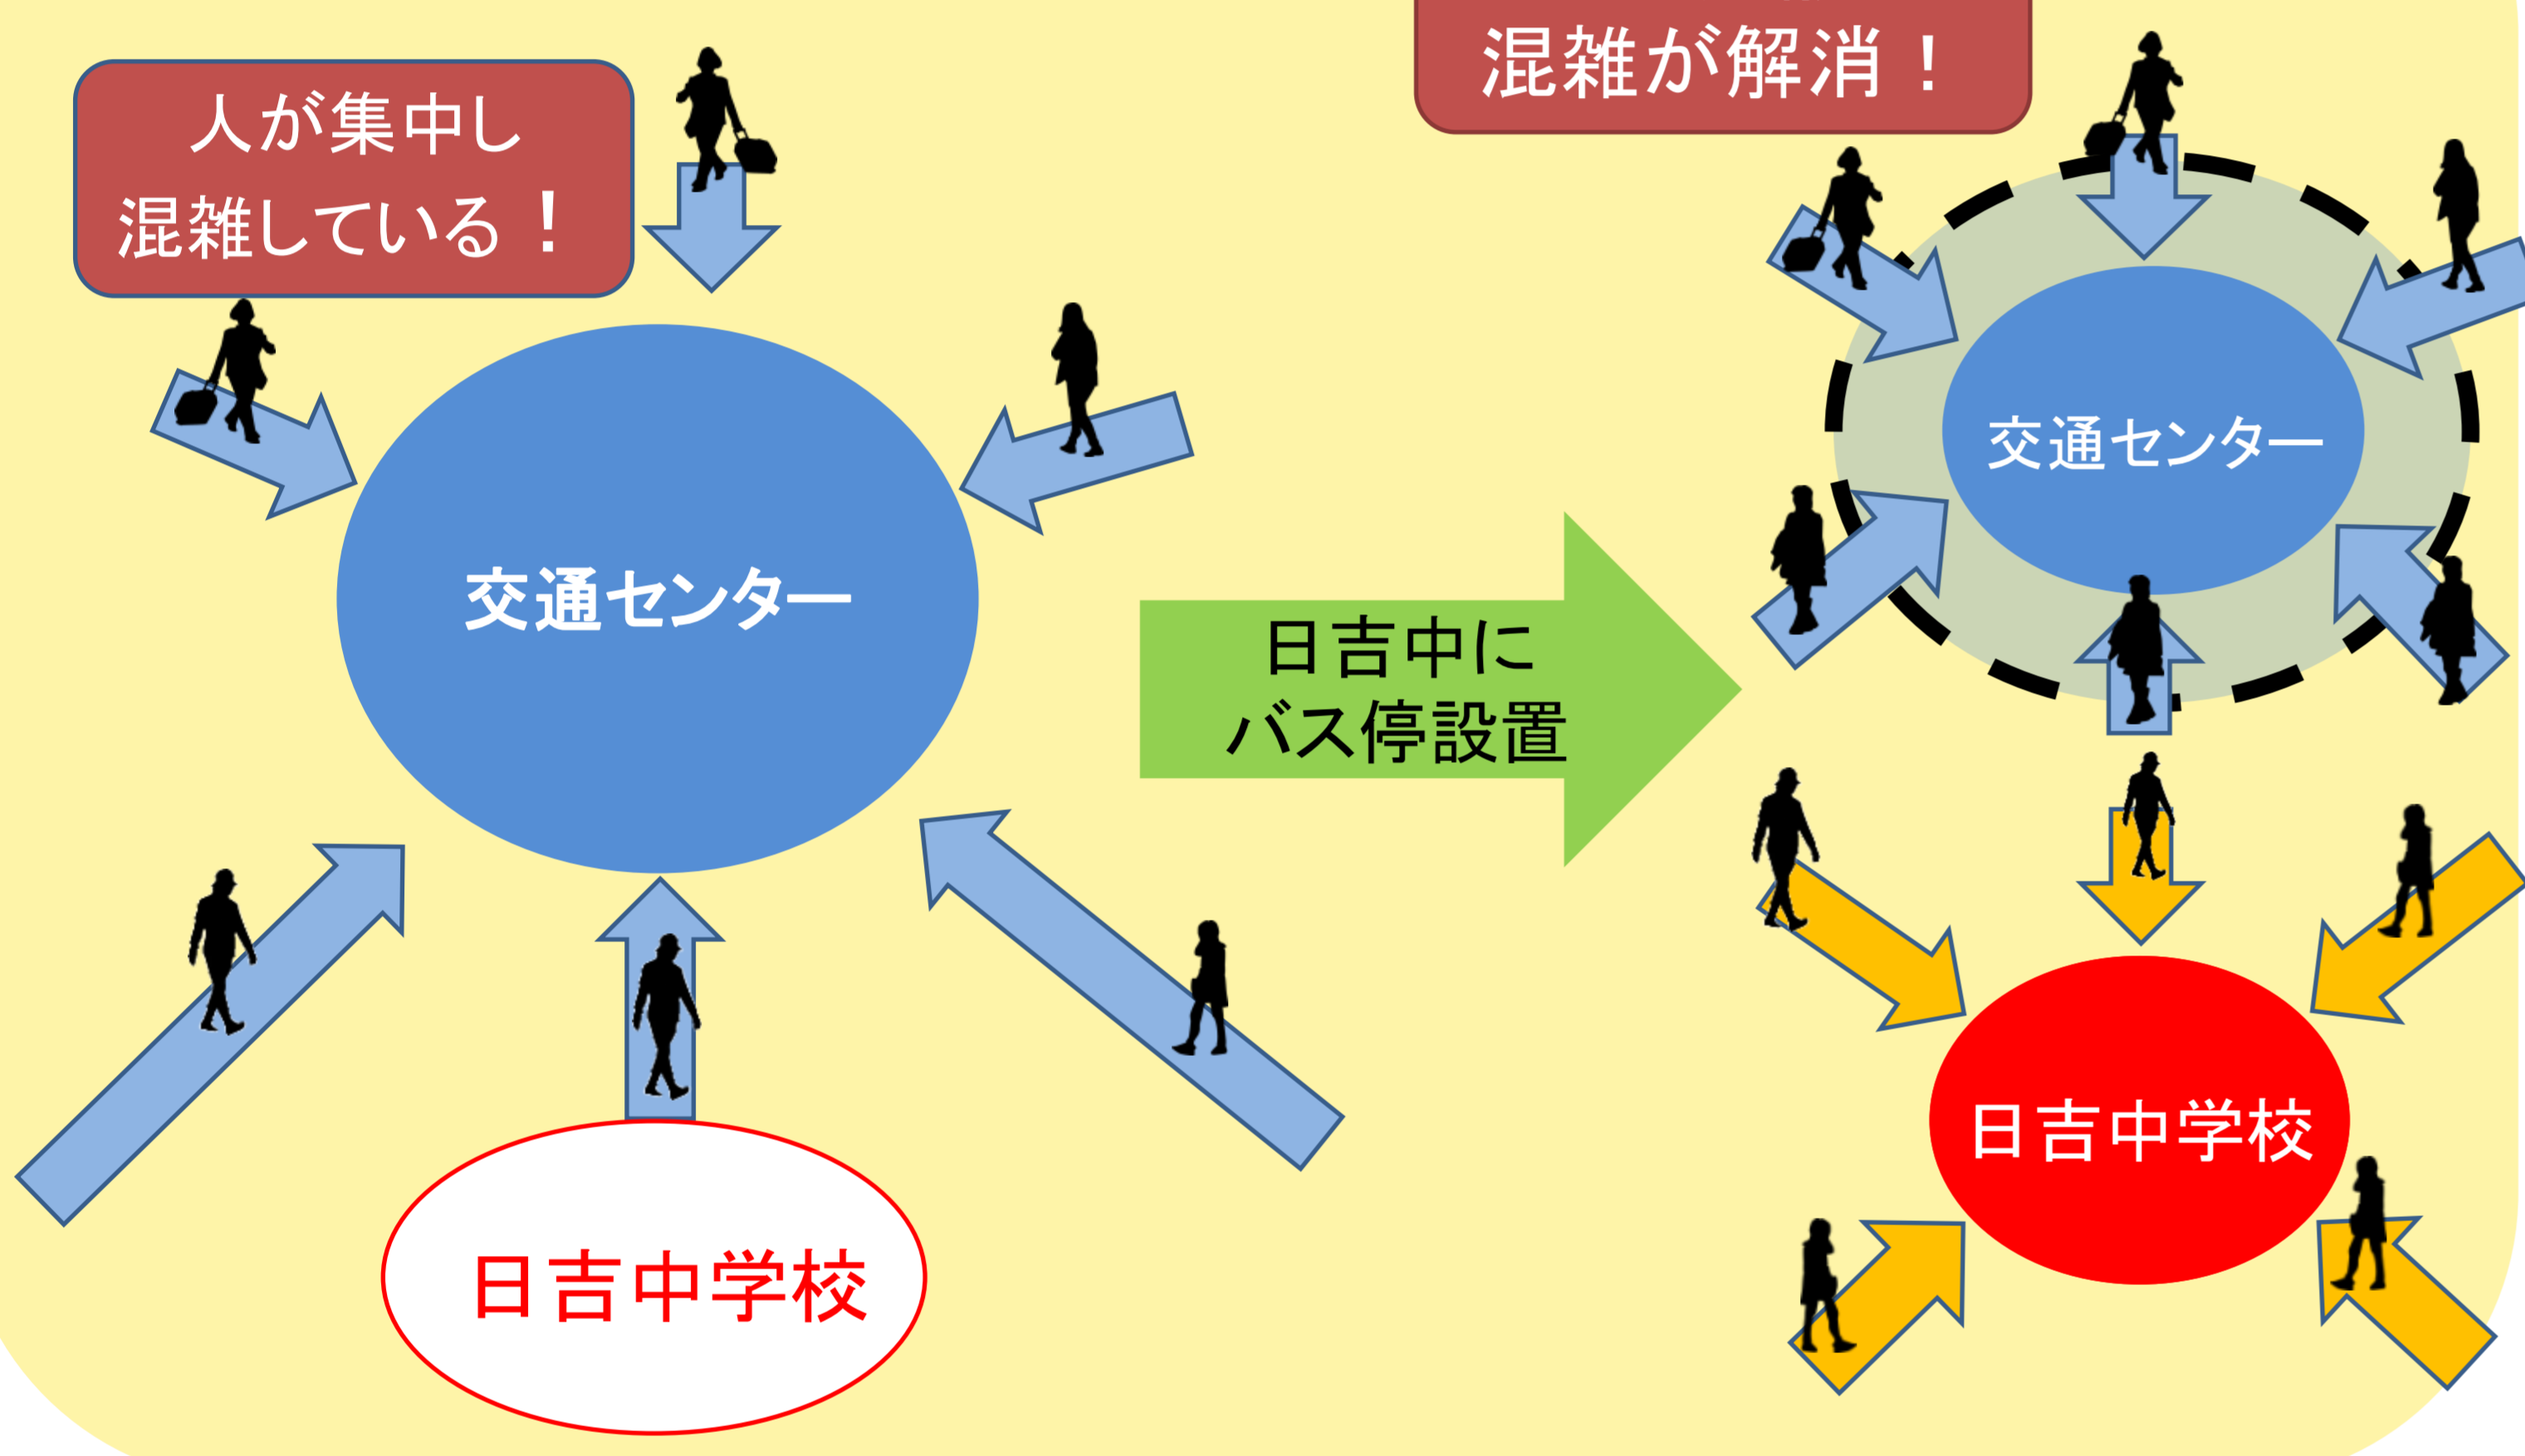 人が集中し
混雑している！
交通センター
日吉中学校
日吉中に
バス停設置
混雑が解消！
交通センター
日吉中学校